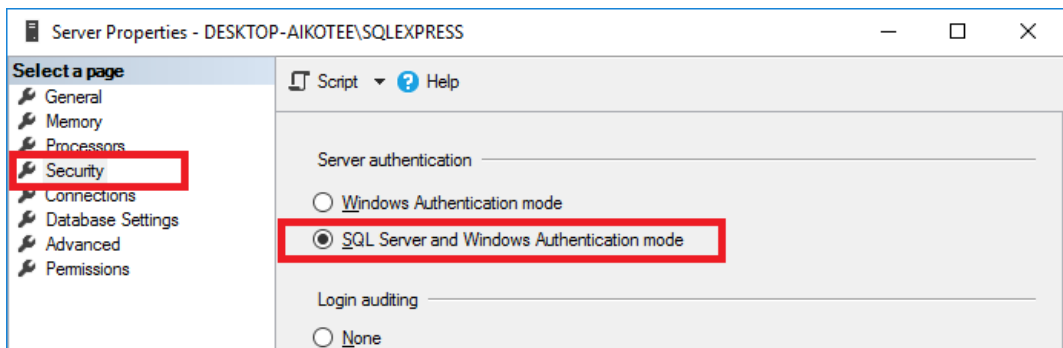 Server Properties - DESKTOP-AIKOTEE\SQLEXPRESS
Select a page
General
Memory
Processors
Security
Connections
Database Settings
Advanced
Permissions
Script Help
Server authentication
Windows Authentication mode
SQL Server and Windows Authentication mode
Login auditing
None